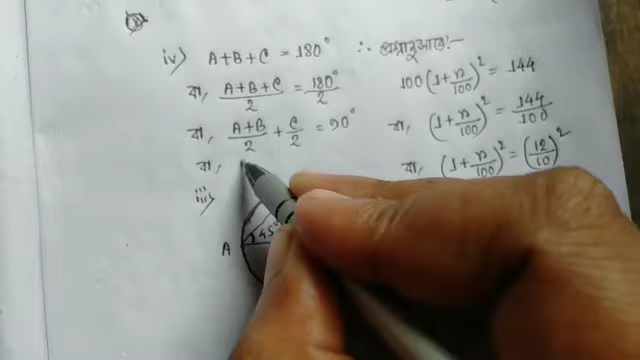 iv) A+B+C = 180°
বা, (A+B+C)/2 = 180°/2
বা, (A+B)/2 + C/2 = 90°
বা,
iii)
45°
A
∴ প্রশ্নানুসারে:-
100(1+n/100)² = 144
বা, (1+n/100)² = 144/100
বা, (1+n/100)² = (12/10)²